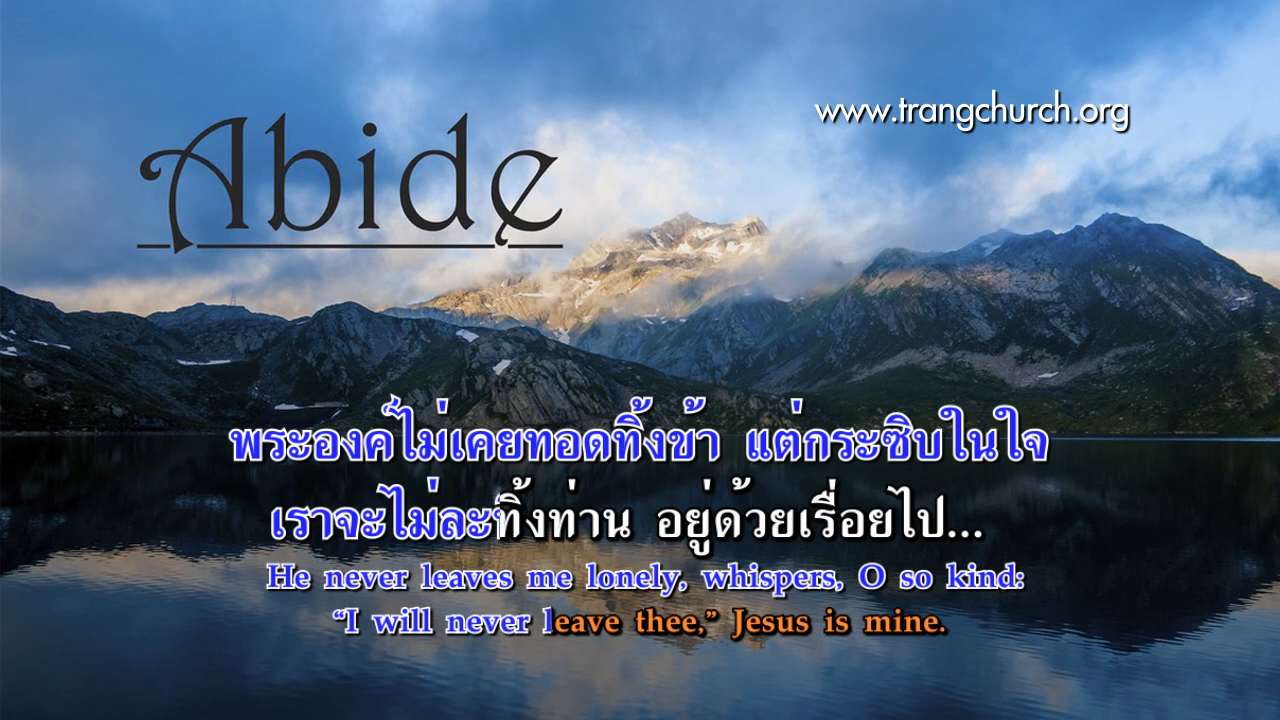 Abide
www.trangchurch.org
พระองค์ไม่เคยทอดทิ้งข้า แต่กระซิบในใจ
เราจะไม่ละทิ้งท่าน อยู่ด้วยเรื่อยไป...
He never leaves me lonely, whispers, O so kind:
“I will never leave thee,” Jesus is mine.